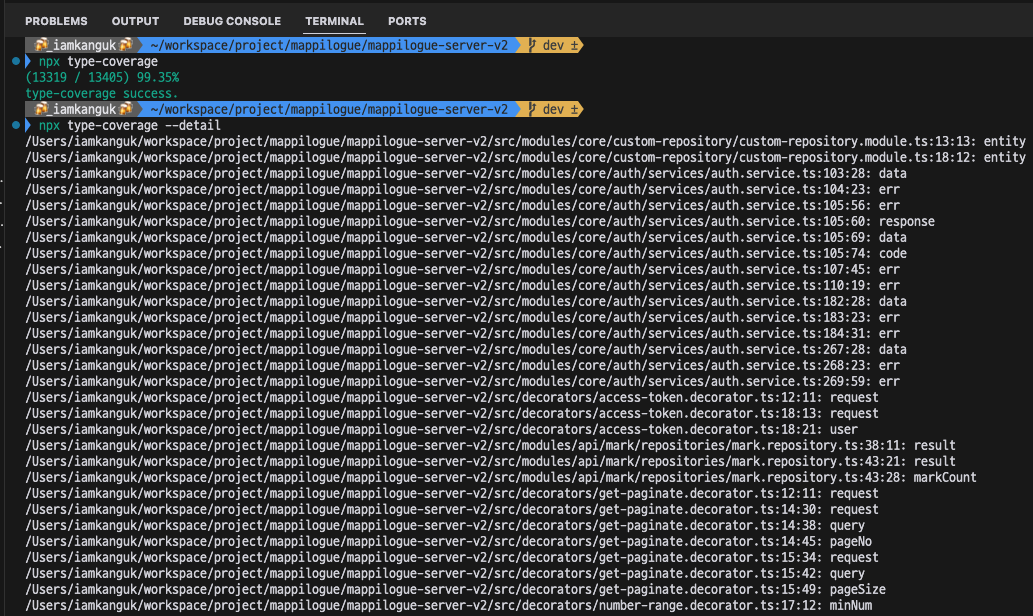 PROBLEMS OUTPUT DEBUG CONSOLE TERMINAL PORTS
🍻_iamkanguk🍻 ~/workspace/project/mappilogue/mappilogue-server-v2 dev ±
npx type-coverage
(13319 / 13405) 99.35%
type-coverage success.
🍻_iamkanguk🍻 ~/workspace/project/mappilogue/mappilogue-server-v2 dev ±
npx type-coverage --detail
/Users/iamkanguk/workspace/project/mappilogue/mappilogue-server-v2/src/modules/core/custom-repository/custom-repository.module.ts:13:13: entity
/Users/iamkanguk/workspace/project/mappilogue/mappilogue-server-v2/src/modules/core/custom-repository/custom-repository.module.ts:18:12: entity
/Users/iamkanguk/workspace/project/mappilogue/mappilogue-server-v2/src/modules/core/auth/services/auth.service.ts:103:28: data
/Users/iamkanguk/workspace/project/mappilogue/mappilogue-server-v2/src/modules/core/auth/services/auth.service.ts:104:23: err
/Users/iamkanguk/workspace/project/mappilogue/mappilogue-server-v2/src/modules/core/auth/services/auth.service.ts:105:56: err
/Users/iamkanguk/workspace/project/mappilogue/mappilogue-server-v2/src/modules/core/auth/services/auth.service.ts:105:60: response
/Users/iamkanguk/workspace/project/mappilogue/mappilogue-server-v2/src/modules/core/auth/services/auth.service.ts:105:69: data
/Users/iamkanguk/workspace/project/mappilogue/mappilogue-server-v2/src/modules/core/auth/services/auth.service.ts:105:74: code
/Users/iamkanguk/workspace/project/mappilogue/mappilogue-server-v2/src/modules/core/auth/services/auth.service.ts:107:45: err
/Users/iamkanguk/workspace/project/mappilogue/mappilogue-server-v2/src/modules/core/auth/services/auth.service.ts:110:19: err
/Users/iamkanguk/workspace/project/mappilogue/mappilogue-server-v2/src/modules/core/auth/services/auth.service.ts:182:28: data
/Users/iamkanguk/workspace/project/mappilogue/mappilogue-server-v2/src/modules/core/auth/services/auth.service.ts:183:23: err
/Users/iamkanguk/workspace/project/mappilogue/mappilogue-server-v2/src/modules/core/auth/services/auth.service.ts:184:31: err
/Users/iamkanguk/workspace/project/mappilogue/mappilogue-server-v2/src/modules/core/auth/services/auth.service.ts:267:28: data
/Users/iamkanguk/workspace/project/mappilogue/mappilogue-server-v2/src/modules/core/auth/services/auth.service.ts:268:23: err
/Users/iamkanguk/workspace/project/mappilogue/mappilogue-server-v2/src/modules/core/auth/services/auth.service.ts:269:59: err
/Users/iamkanguk/workspace/project/mappilogue/mappilogue-server-v2/src/decorators/access-token.decorator.ts:12:11: request
/Users/iamkanguk/workspace/project/mappilogue/mappilogue-server-v2/src/decorators/access-token.decorator.ts:18:13: request
/Users/iamkanguk/workspace/project/mappilogue/mappilogue-server-v2/src/decorators/access-token.decorator.ts:18:21: user
/Users/iamkanguk/workspace/project/mappilogue/mappilogue-server-v2/src/modules/api/mark/repositories/mark.repository.ts:38:11: result
/Users/iamkanguk/workspace/project/mappilogue/mappilogue-server-v2/src/modules/api/mark/repositories/mark.repository.ts:43:21: result
/Users/iamkanguk/workspace/project/mappilogue/mappilogue-server-v2/src/modules/api/mark/repositories/mark.repository.ts:43:28: markCount
/Users/iamkanguk/workspace/project/mappilogue/mappilogue-server-v2/src/decorators/get-paginate.decorator.ts:12:11: request
/Users/iamkanguk/workspace/project/mappilogue/mappilogue-server-v2/src/decorators/get-paginate.decorator.ts:14:30: request
/Users/iamkanguk/workspace/project/mappilogue/mappilogue-server-v2/src/decorators/get-paginate.decorator.ts:14:38: query
/Users/iamkanguk/workspace/project/mappilogue/mappilogue-server-v2/src/decorators/get-paginate.decorator.ts:14:45: pageNo
/Users/iamkanguk/workspace/project/mappilogue/mappilogue-server-v2/src/decorators/get-paginate.decorator.ts:15:34: request
/Users/iamkanguk/workspace/project/mappilogue/mappilogue-server-v2/src/decorators/get-paginate.decorator.ts:15:42: query
/Users/iamkanguk/workspace/project/mappilogue/mappilogue-server-v2/src/decorators/get-paginate.decorator.ts:15:49: pageSize
/Users/iamkanguk/workspace/project/mappilogue/mappilogue-server-v2/src/decorators/number-range.decorator.ts:17:12: minNum